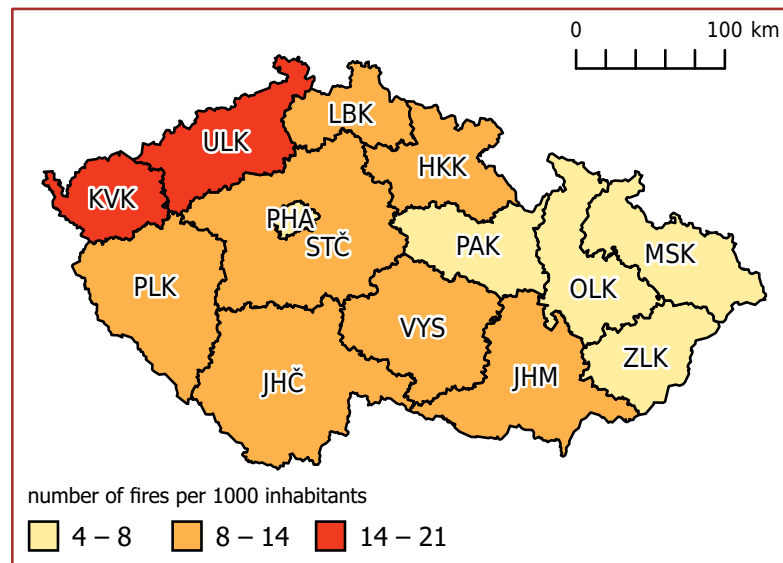 0 100 km
LBK
ULK
HKK
KVK
PHA
STČ
PAK
MSK
PLK
OLK
VYS
ZLK
JHČ
JHM
number of fires per 1000 inhabitants
4 – 8 8 – 14 14 – 21